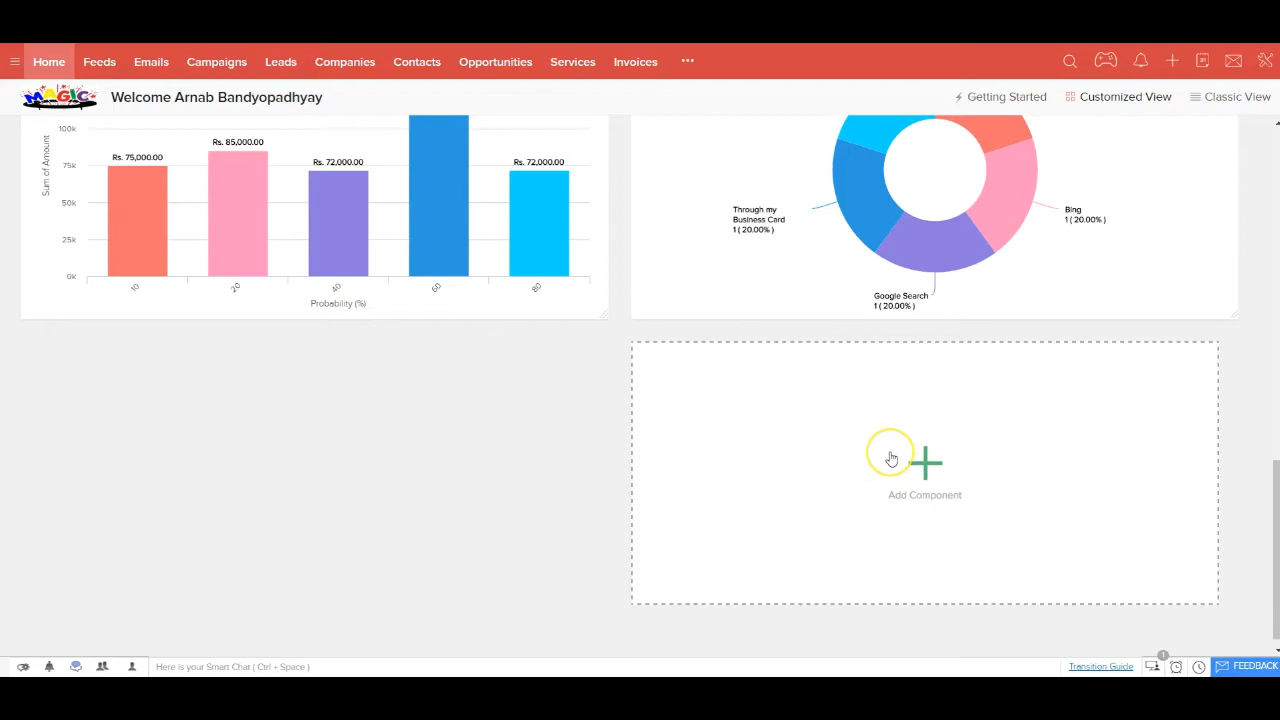 Home Feeds Emails Campaigns Leads Companies Contacts Opportunities Services Invoices •••
MAGIC Welcome Arnab Bandyopadhyay Getting Started Customized View Classic View
Sum of Amount
100k
75k
50k
25k
0k
Rs. 75,000.00
Rs. 85,000.00
Rs. 72,000.00
Rs. 72,000.00
10 20 40 60 80
Probability (%)
Through my
Business Card
1 ( 20.00% )
Bing
1 ( 20.00% )
Google Search
1 ( 20.00% )
Add Component
Here is your Smart Chat ( Ctrl + Space )
Transition Guide
1
FEEDBACK